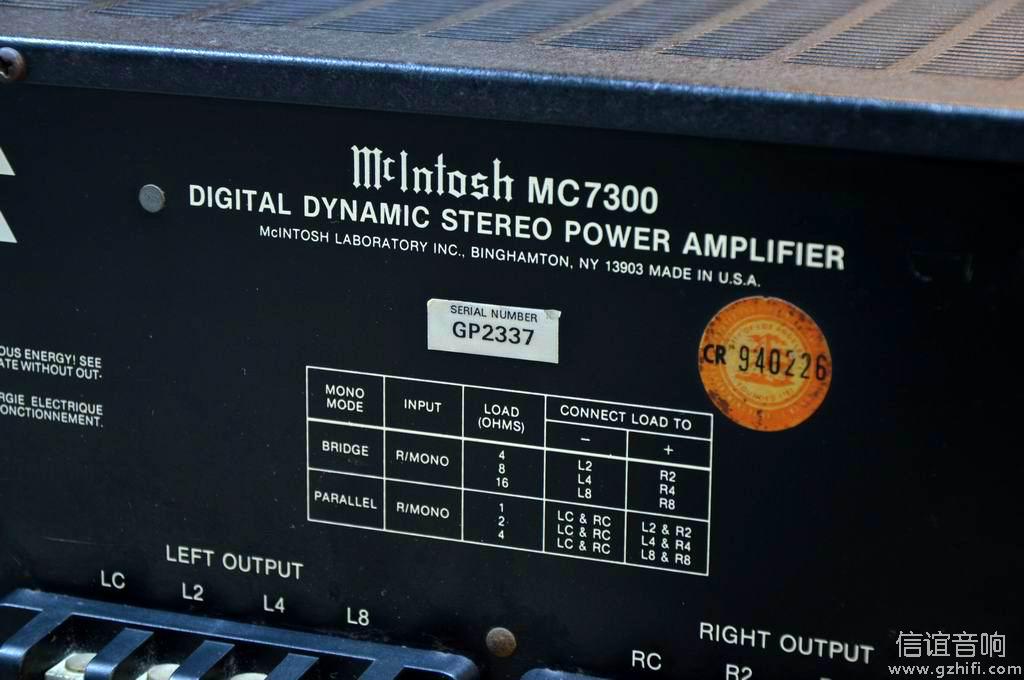 McIntosh MC7300
DIGITAL DYNAMIC STEREO POWER AMPLIFIER
McINTOSH LABORATORY INC., BINGHAMTON, NY 13903 MADE IN U.S.A.
SERIAL NUMBER
GP2337
CR 940226
OUS ENERGY! SEE
ATE WITHOUT OUT.
RGIE ELECTRIQUE
ONCTIONNEMENT.
MONO MODE INPUT LOAD (OHMS) CONNECT LOAD TO
− +
BRIDGE R/MONO 4 L2 R2
8 L4 R4
16 L8 R8
PARALLEL R/MONO 1 LC & RC L2 & R2
2 LC & RC L4 & R4
4 LC & RC L8 & R8
LEFT OUTPUT
LC L2 L4 L8
RIGHT OUTPUT
RC R2
信谊音响
www.gzhifi.com